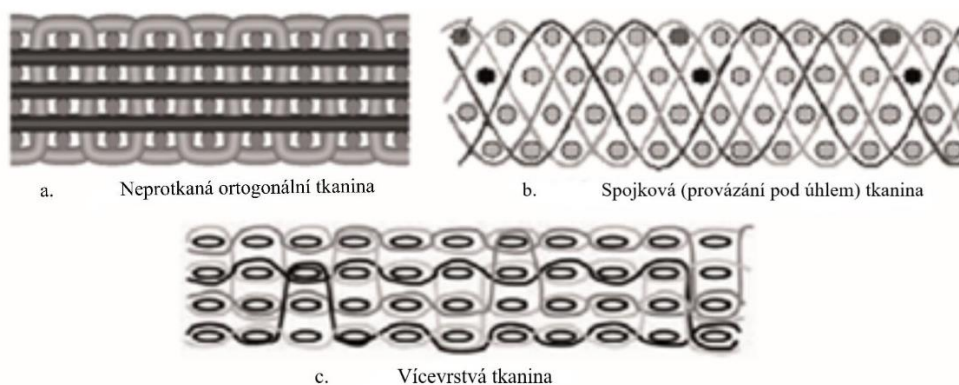 a. Neprotkaná ortogonální tkanina
b. Spojková (provázání pod úhlem) tkanina
c. Vícevrstvá tkanina